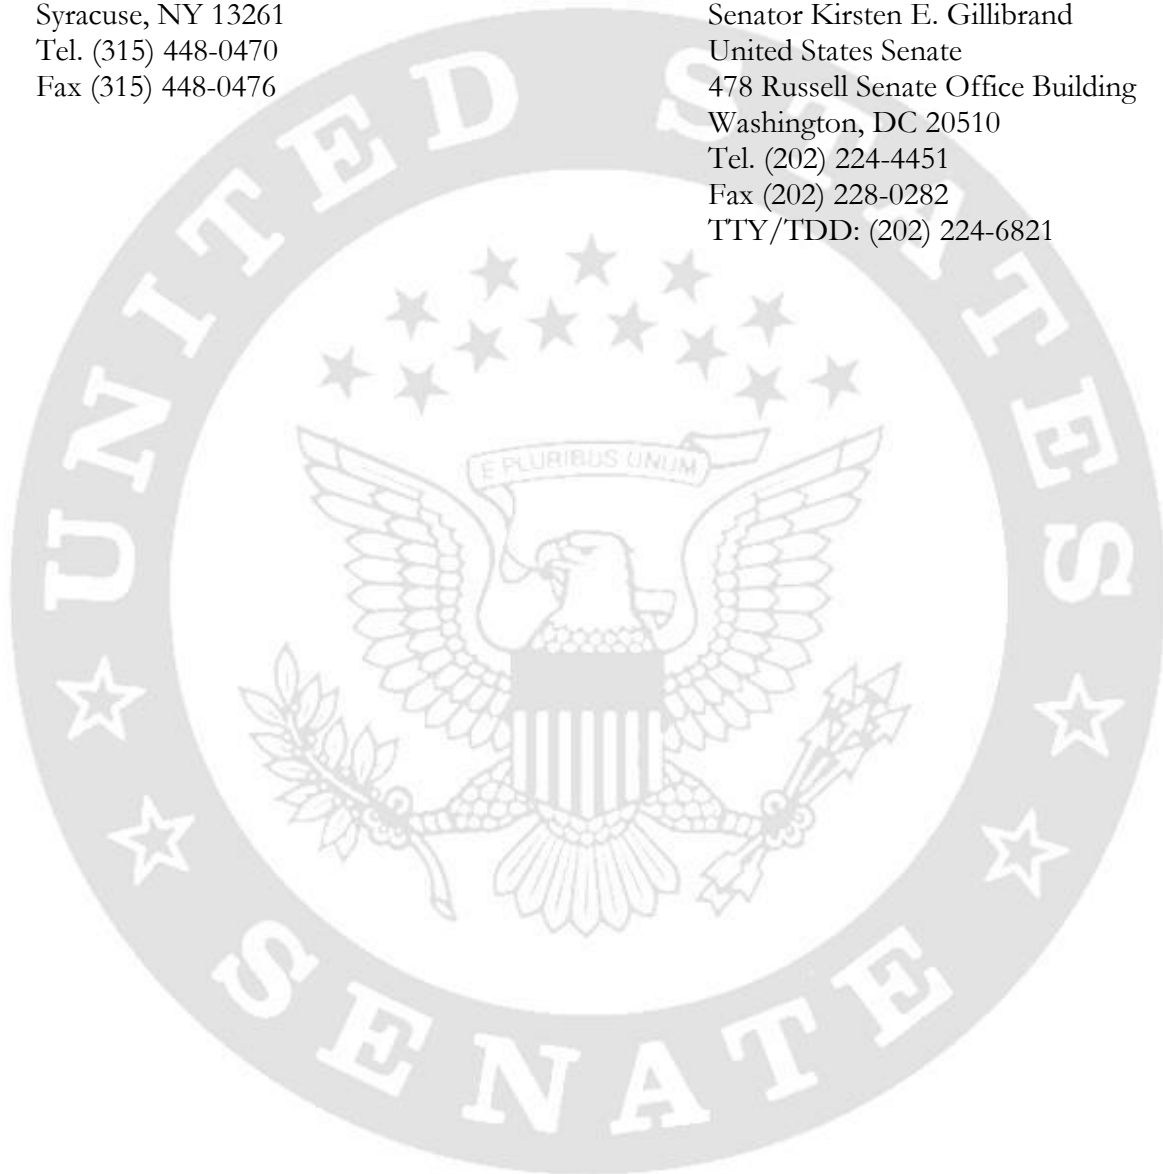 Syracuse, NY 13261
Tel. (315) 448-0470
Fax (315) 448-0476
Senator Kirsten E. Gillibrand
United States Senate
478 Russell Senate Office Building
Washington, DC 20510
Tel. (202) 224-4451
Fax (202) 228-0282
TTY/TDD: (202) 224-6821
UNITED STATES
E PLURIBUS UNUM
SENATE